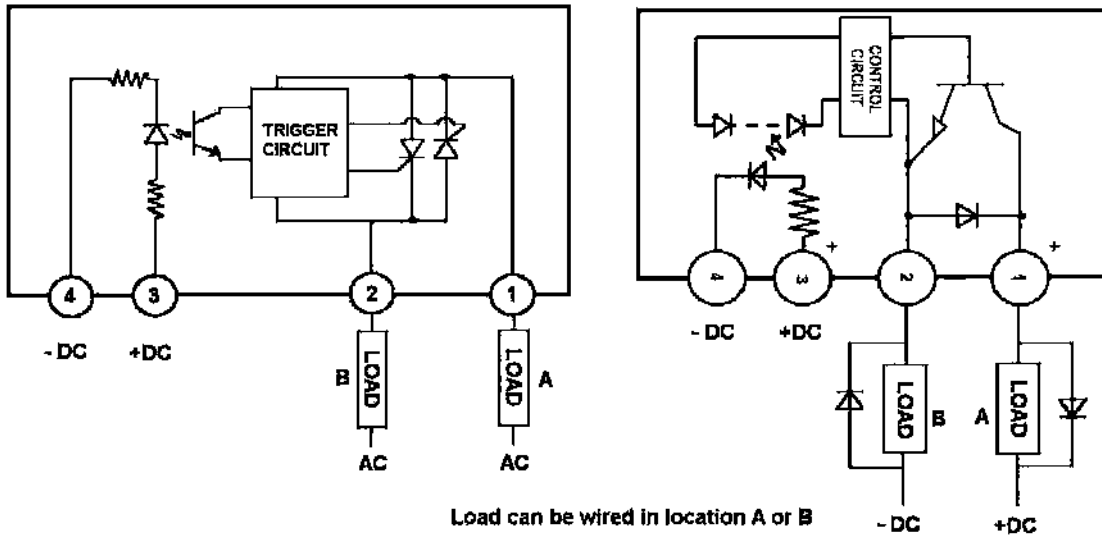 TRIGGER
CIRCUIT
4
3
2
1
- DC
+DC
B
LOAD
LOAD
A
AC
AC
CONTROL
CIRCUIT
+
+
4
3
2
1
- DC
+DC
LOAD
B
A
LOAD
- DC
+DC
Load can be wired in location A or B